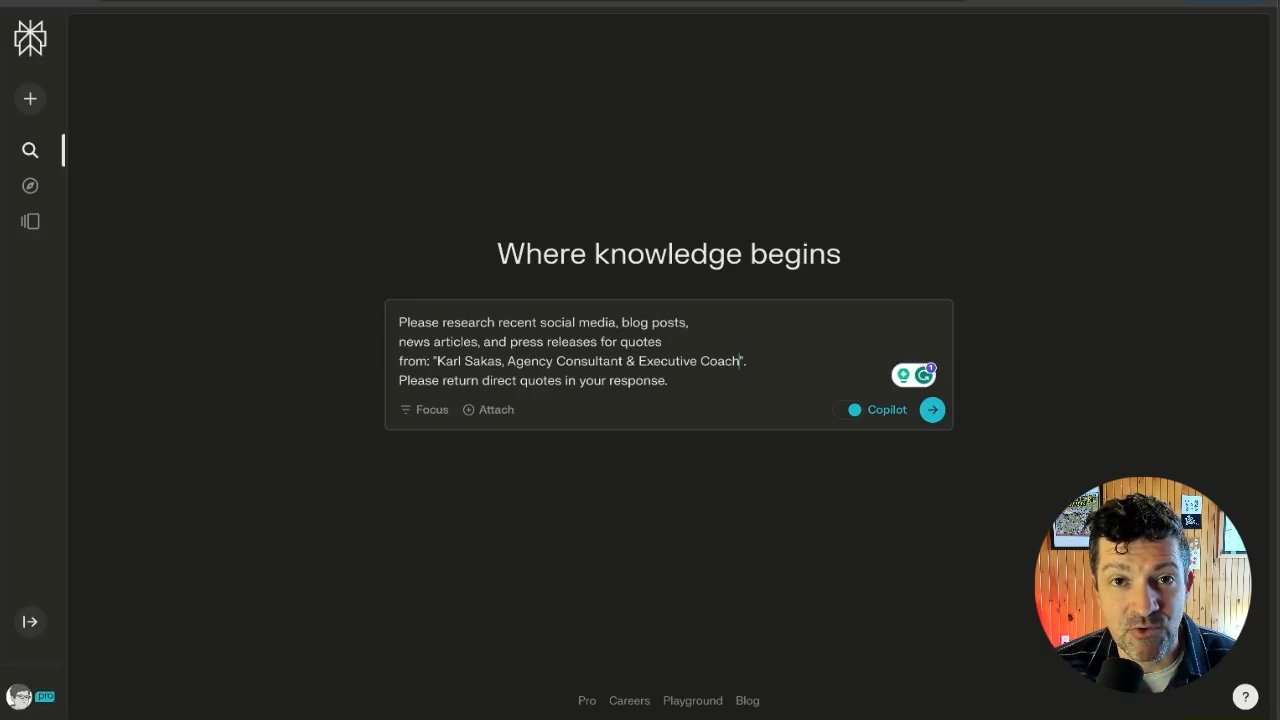 Where knowledge begins
Please research recent social media, blog posts,
news articles, and press releases for quotes
from: "Karl Sakas, Agency Consultant & Executive Coach".
Please return direct quotes in your response.
1
Focus
Attach
Copilot
pro
Pro
Careers
Playground
Blog
?